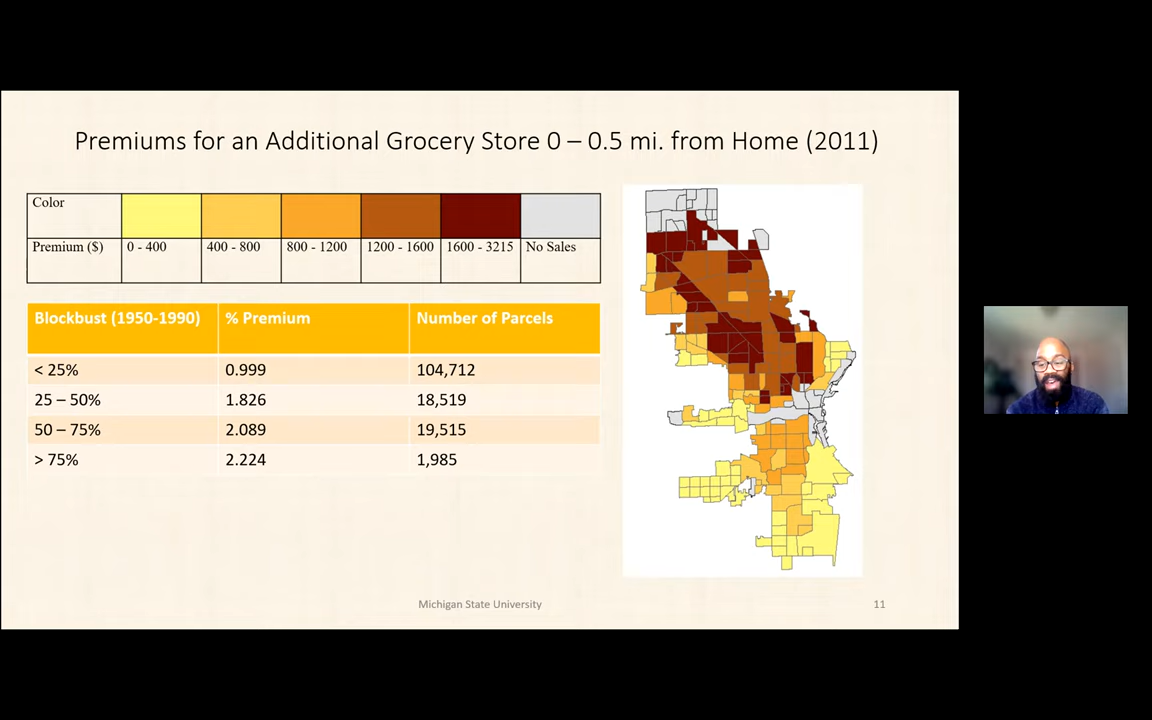 Premiums for an Additional Grocery Store 0 – 0.5 mi. from Home (2011)
Color
Premium ($) 0 - 400 400 - 800 800 - 1200 1200 - 1600 1600 - 3215 No Sales
Blockbust (1950-1990) % Premium Number of Parcels
< 25% 0.999 104,712
25 – 50% 1.826 18,519
50 – 75% 2.089 19,515
> 75% 2.224 1,985
Michigan State University 11